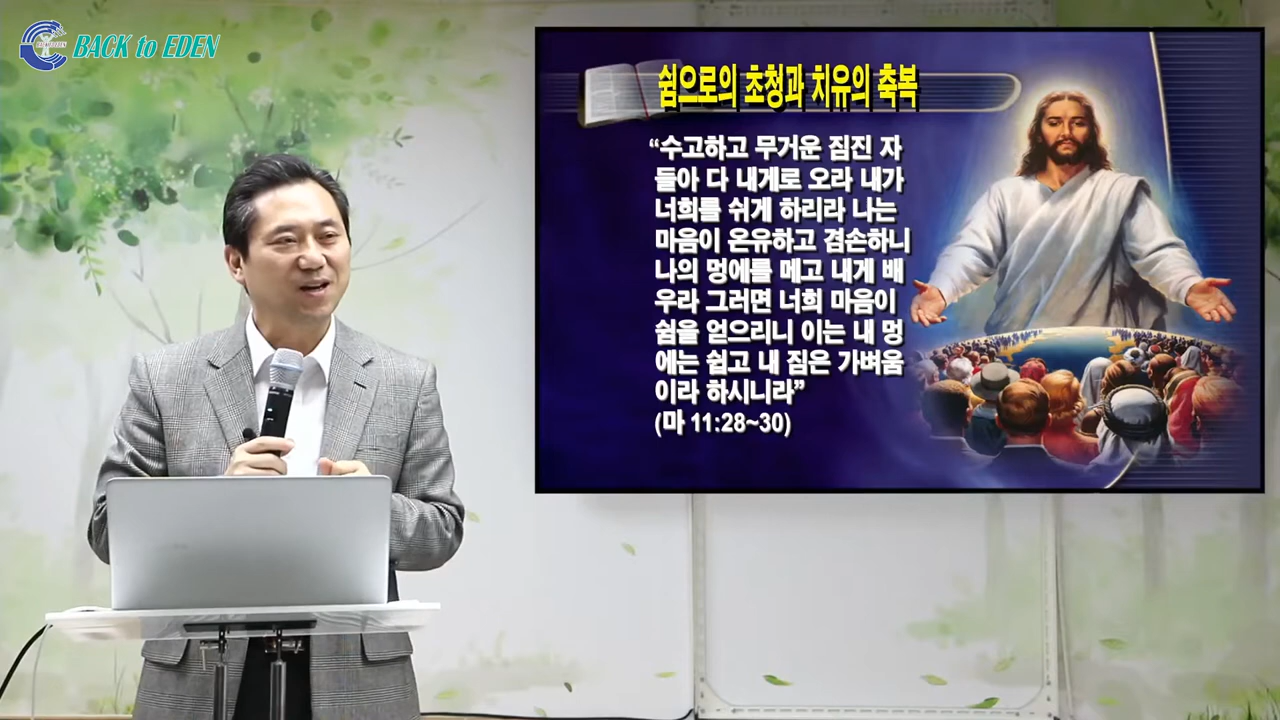 BACK to EDEN
쉼으로의 초청과 치유의 축복
“수고하고 무거운 짐진 자
들아 다 내게로 오라 내가
너희를 쉬게 하리라 나는
마음이 온유하고 겸손하니
나의 멍에를 메고 내게 배
우라 그러면 너희 마음이
쉼을 얻으리니 이는 내 멍
에는 쉽고 내 짐은 가벼움
이라 하시니라”
(마 11:28~30)